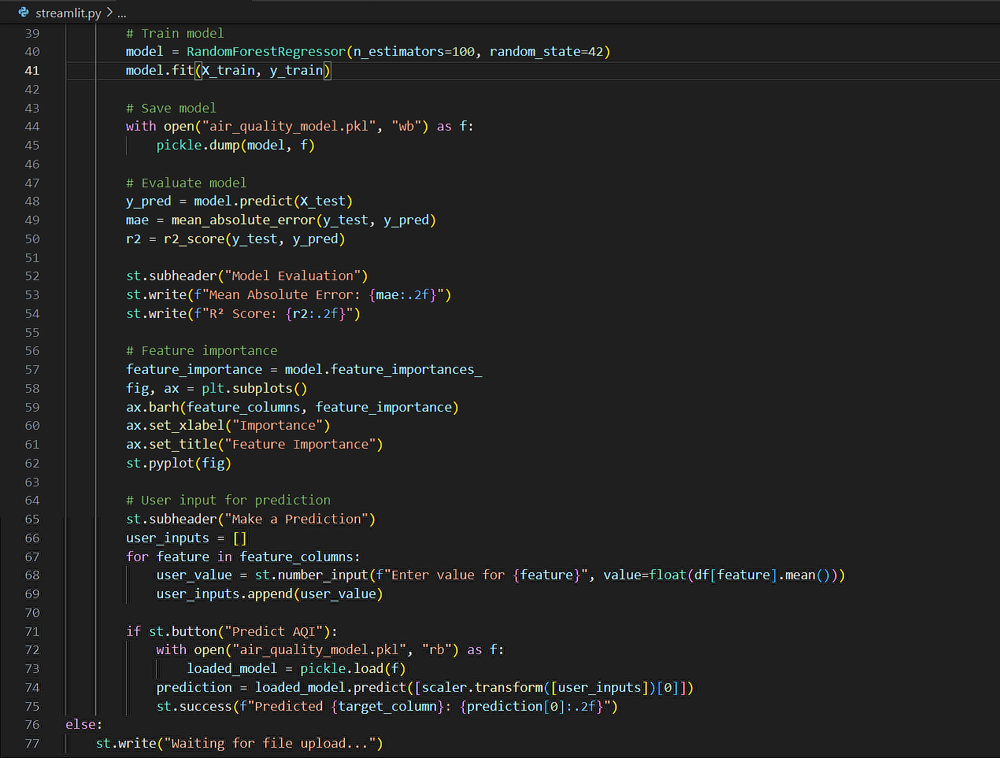 streamlit.py > ...
39 # Train model
40 model = RandomForestRegressor(n_estimators=100, random_state=42)
41 model.fit(X_train, y_train)
42
43 # Save model
44 with open("air_quality_model.pkl", "wb") as f:
45 pickle.dump(model, f)
46
47 # Evaluate model
48 y_pred = model.predict(X_test)
49 mae = mean_absolute_error(y_test, y_pred)
50 r2 = r2_score(y_test, y_pred)
51
52 st.subheader("Model Evaluation")
53 st.write(f"Mean Absolute Error: {mae:.2f}")
54 st.write(f"R² Score: {r2:.2f}")
55
56 # Feature importance
57 feature_importance = model.feature_importances_
58 fig, ax = plt.subplots()
59 ax.barh(feature_columns, feature_importance)
60 ax.set_xlabel("Importance")
61 ax.set_title("Feature Importance")
62 st.pyplot(fig)
63
64 # User input for prediction
65 st.subheader("Make a Prediction")
66 user_inputs = []
67 for feature in feature_columns:
68 user_value = st.number_input(f"Enter value for {feature}", value=float(df[feature].mean()))
69 user_inputs.append(user_value)
70
71 if st.button("Predict AQI"):
72 with open("air_quality_model.pkl", "rb") as f:
73 loaded_model = pickle.load(f)
74 prediction = loaded_model.predict([scaler.transform([user_inputs])[0]])
75 st.success(f"Predicted {target_column}: {prediction[0]:.2f}")
76 else:
77 st.write("Waiting for file upload...")